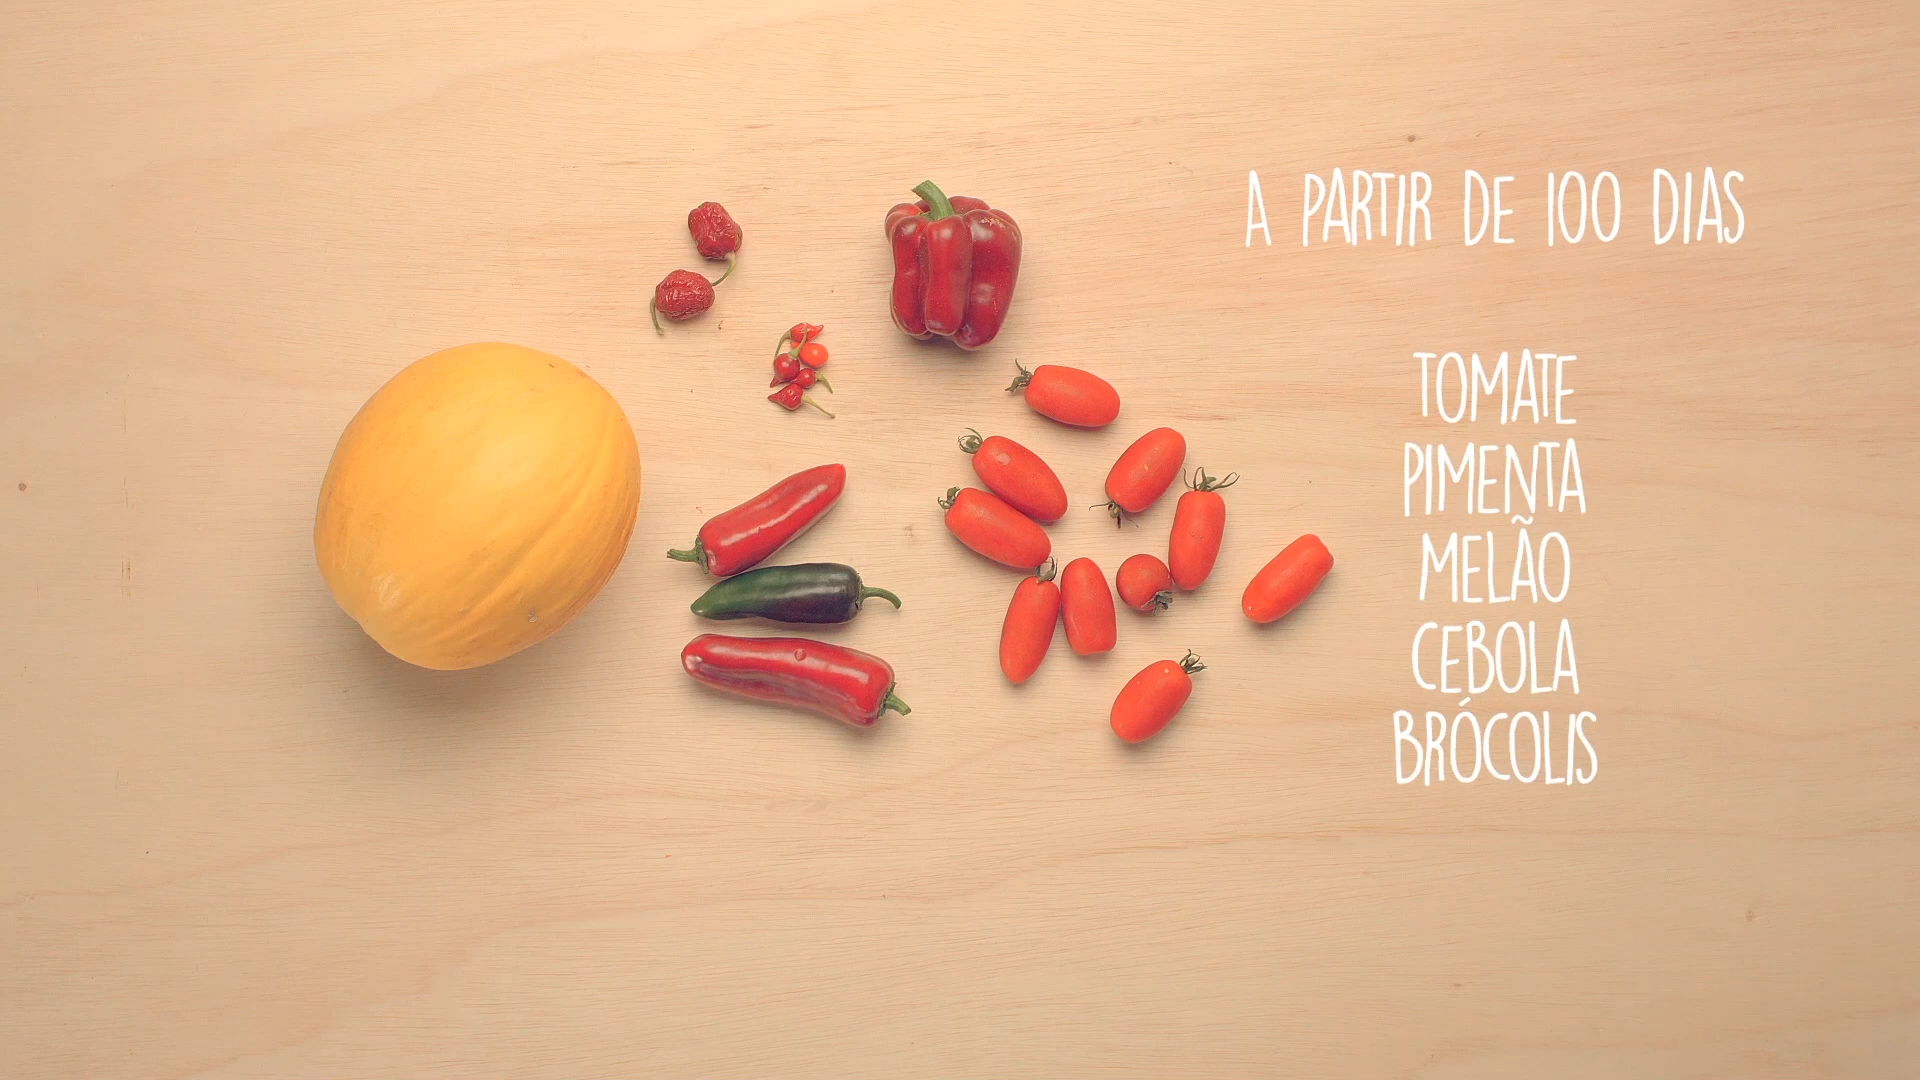 A PARTIR DE 100 DIAS
TOMATE
PIMENTA
MELÃO
CEBOLA
BRÓCOLIS